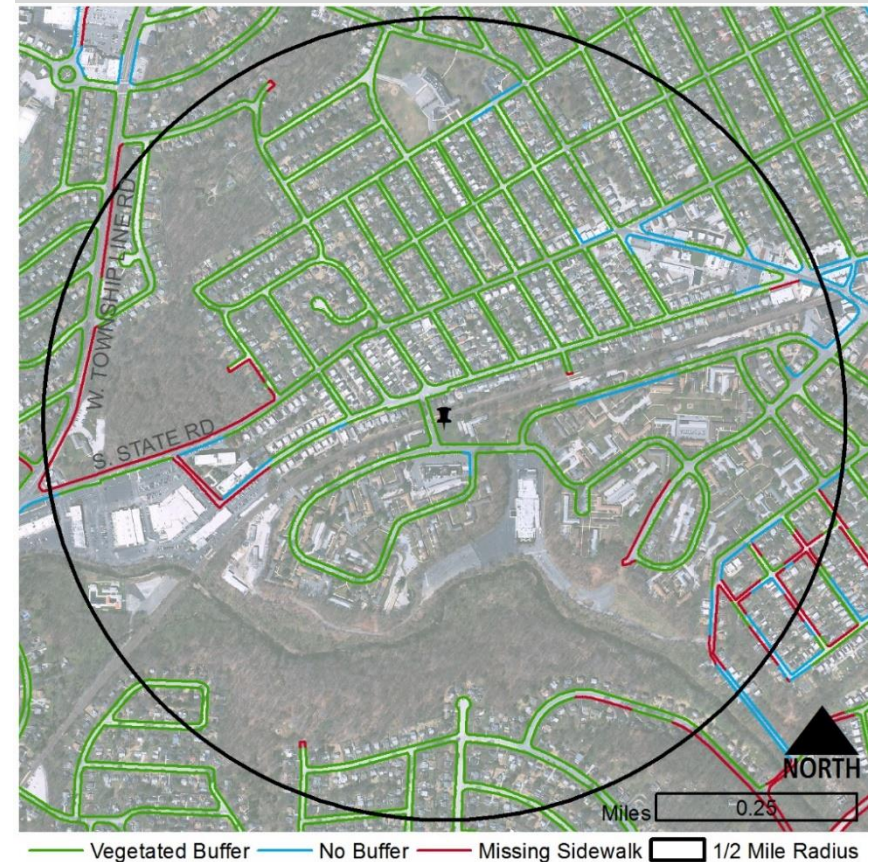 W. TOWNSHIP LINE RD
S. STATE RD
NORTH
Miles 0.25
Vegetated Buffer No Buffer Missing Sidewalk 1/2 Mile Radius